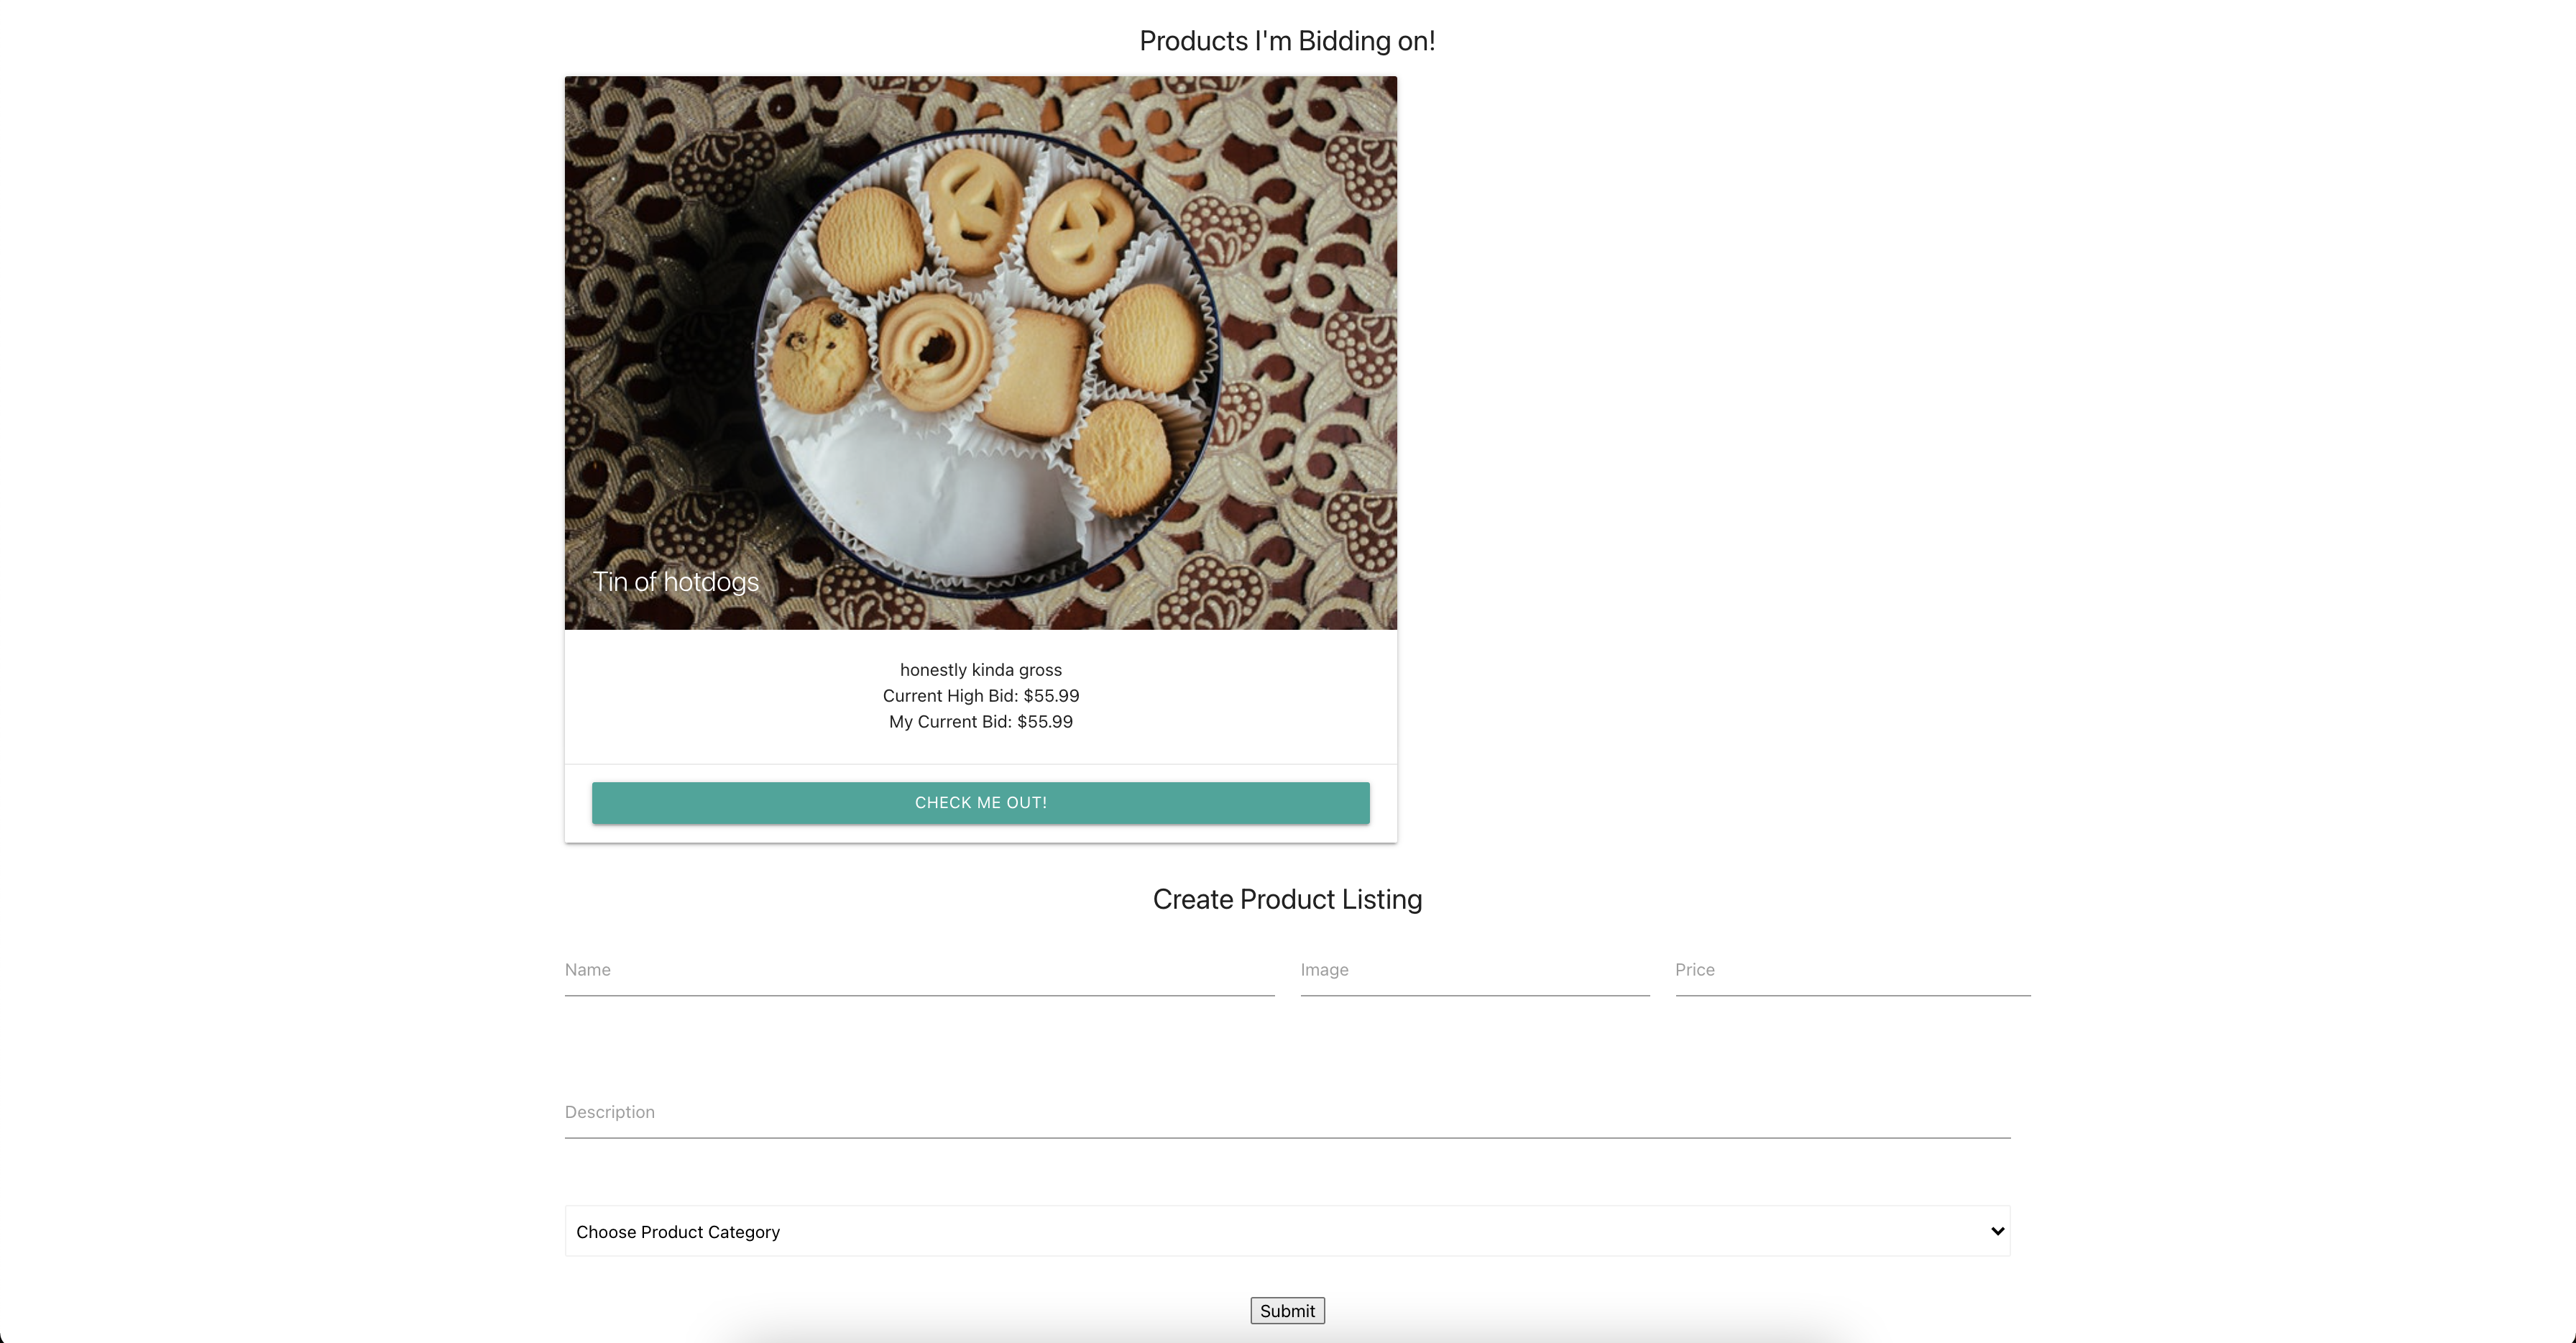 Products I'm Bidding on!
Tin of hotdogs
honestly kinda gross
Current High Bid: $55.99
My Current Bid: $55.99
CHECK ME OUT!
Create Product Listing
Name Image Price
Description
Choose Product Category
Submit